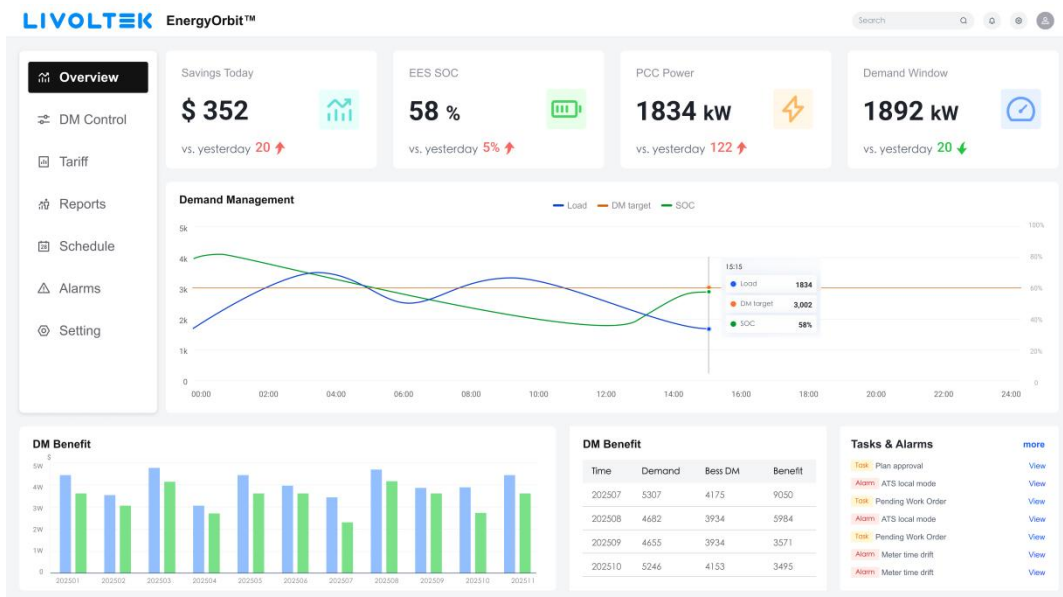 LIVOLTEK EnergyOrbit™
Search
Overview
DM Control
Tariff
Reports
Schedule
Alarms
Setting
Savings Today
$ 352
vs. yesterday 20
EES SOC
58 %
vs. yesterday 5%
PCC Power
1834 kW
vs. yesterday 122
Demand Window
1892 kW
vs. yesterday 20
Demand Management
Load DM target SOC
5k 100%
4k 80%
3k 60%
2k 40%
1k 20%
0 0
15:15
Load 1834
DM target 3,002
SOC 58%
00:00 02:00 04:00 06:00 08:00 10:00 12:00 14:00 16:00 18:00 20:00 22:00 24:00
DM Benefit
$
5W
4W
3W
2W
1W
0
202501 202502 202503 202504 202505 202506 202507 202508 202509 202510 202511
DM Benefit
Time Demand Bess DM Benefit
202507 5307 4175 9050
202508 4682 3934 5984
202509 4655 3934 3571
202510 5246 4153 3495
Tasks & Alarms more
Task Plan approval View
Alarm ATS local mode View
Task Pending Work Order View
Alarm ATS local mode View
Task Pending Work Order View
Alarm Meter time drift View
Alarm Meter time drift View